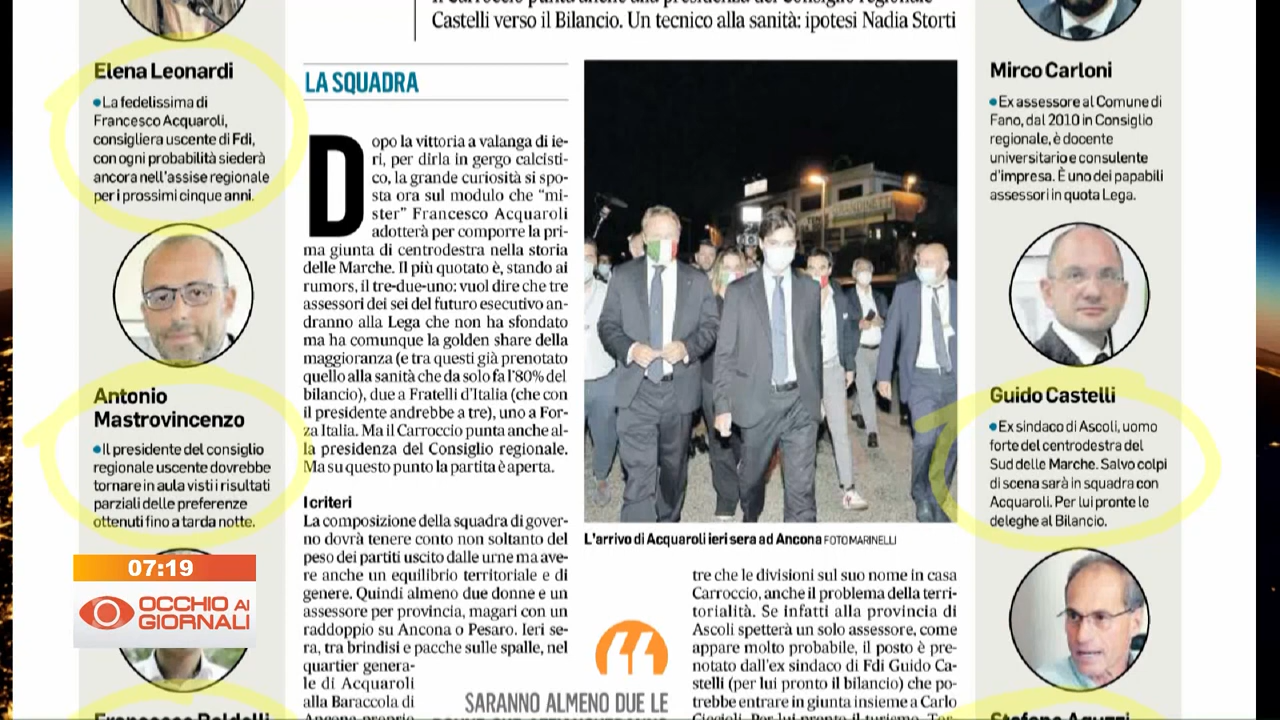 Castelli verso il Bilancio. Un tecnico alla sanità: ipotesi Nadia Storti
Elena Leonardi
•La fedelissima di
Francesco Acquaroli,
consigliera uscente di Fdi,
con ogni probabilità siederà
ancora nell'assise regionale
per i prossimi cinque anni.
Antonio
Mastrovincenzo
•Il presidente del consiglio
regionale uscente dovrebbe
tornare in aula visti i risultati
parziali delle preferenze
ottenuti fino a tarda notte.
07:19
OCCHIO AI
GIORNALI
LA SQUADRA
Dopo la vittoria a valanga di ie-
ri, per dirla in gergo calcisti-
co, la grande curiosità si spo-
sta ora sul modulo che “mi-
ster” Francesco Acquaroli
adotterà per comporre la pri-
ma giunta di centrodestra nella storia
delle Marche. Il più quotato è, stando ai
rumors, il tre-due-uno: vuol dire che tre
assessori dei sei del futuro esecutivo an-
dranno alla Lega che non ha sfondato
ma ha comunque la golden share della
maggioranza (e tra questi già prenotato
quello alla sanità che da solo fa l'80% del
bilancio), due a Fratelli d'Italia (che con
il presidente andrebbe a tre), uno a For-
za Italia. Ma il Carroccio punta anche al-
la presidenza del Consiglio regionale.
Ma su questo punto la partita è aperta.
I criteri
La composizione della squadra di gover-
no dovrà tenere conto non soltanto del
peso dei partiti uscito dalle urne ma ave-
re anche un equilibrio territoriale e di
genere. Quindi almeno due donne e un
assessore per provincia, magari con un
raddoppio su Ancona o Pesaro. Ieri se-
ra, tra brindisi e pacche sulle spalle, nel
quartier genera-
le di Acquaroli
alla Baraccola di
L'arrivo di Acquaroli ieri sera ad Ancona FOTO MARINELLI
SARANNO ALMENO DUE LE
tre che le divisioni sul suo nome in casa
Carroccio, anche il problema della terri-
torialità. Se infatti alla provincia di
Ascoli spetterà un solo assessore, come
appare molto probabile, il posto è pre-
notato dall'ex sindaco di Fdi Guido Ca-
stelli (per lui pronto il bilancio) che po-
trebbe entrare in giunta insieme a Carlo
Mirco Carloni
•Ex assessore al Comune di
Fano, dal 2010 in Consiglio
regionale, è docente
universitario e consulente
d'impresa. È uno dei papabili
assessori in quota Lega.
Guido Castelli
•Ex sindaco di Ascoli, uomo
forte del centrodestra del
Sud delle Marche. Salvo colpi
di scena sarà in squadra con
Acquaroli. Per lui pronte le
deleghe al Bilancio.